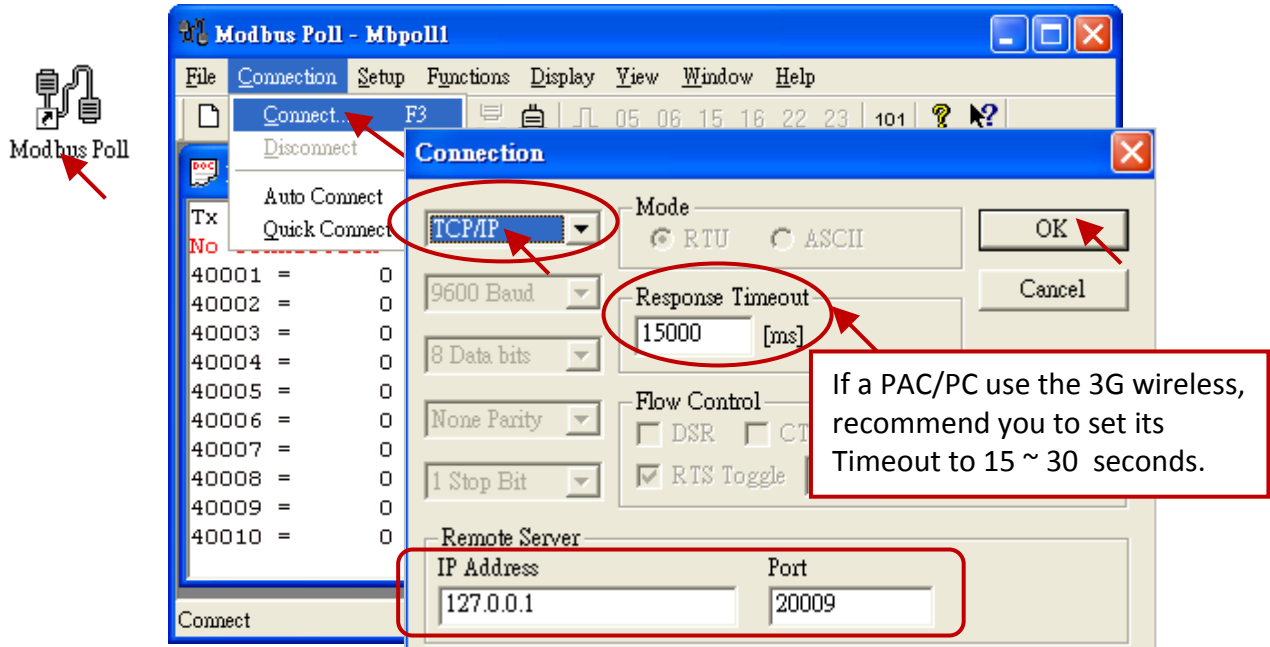 Modbus Poll
Modbus Poll - Mbpoll1
File Connection Setup Functions Display View Window Help
Connect... F3
05 06 15 16 22 23 101
Disconnect
Auto Connect
Quick Connect
Tx
No
40001 = 0
40002 = 0
40003 = 0
40004 = 0
40005 = 0
40006 = 0
40007 = 0
40008 = 0
40009 = 0
40010 = 0
Connect
Connection
TCP/IP
Mode
RTU ASCII
OK
Cancel
9600 Baud
Response Timeout
15000 [ms]
8 Data bits
If a PAC/PC use the 3G wireless,
recommend you to set its
Timeout to 15 ~ 30 seconds.
None Parity
Flow Control
DSR
RTS Toggle
1 Stop Bit
Remote Server
IP Address Port
127.0.0.1 20009